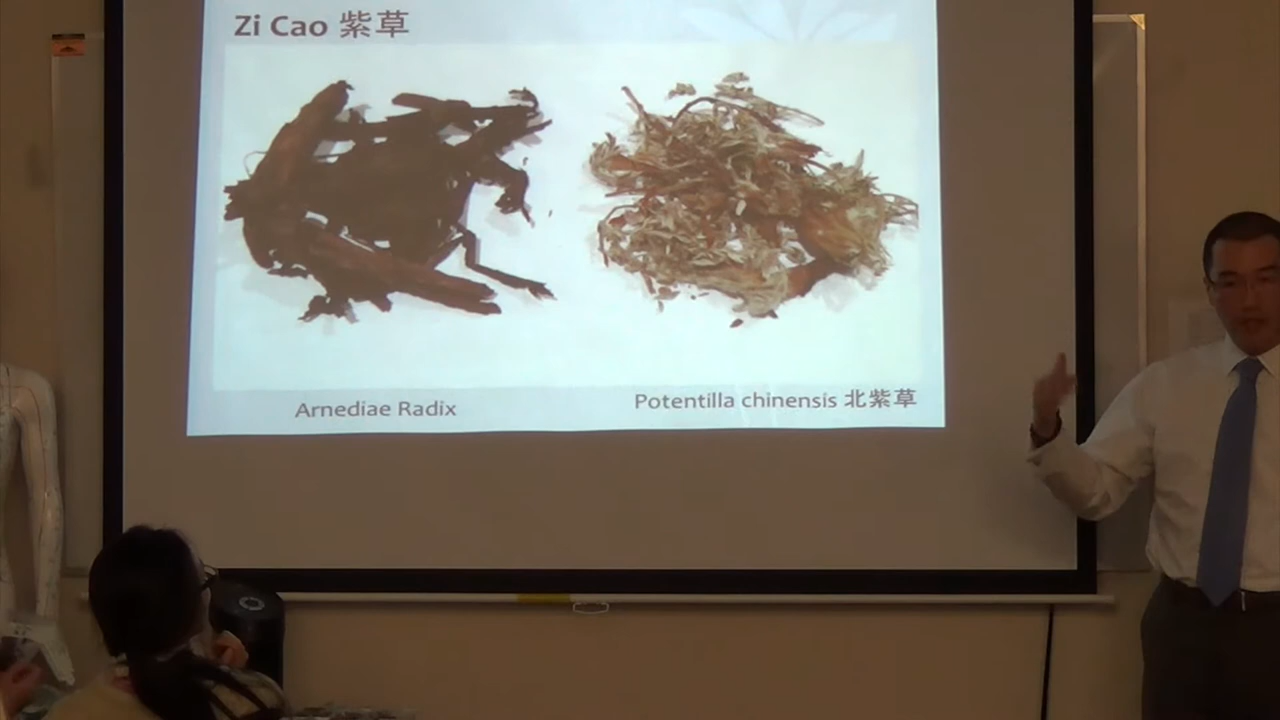 Zi Cao 紫草
Arnediae Radix
Potentilla chinensis 北紫草